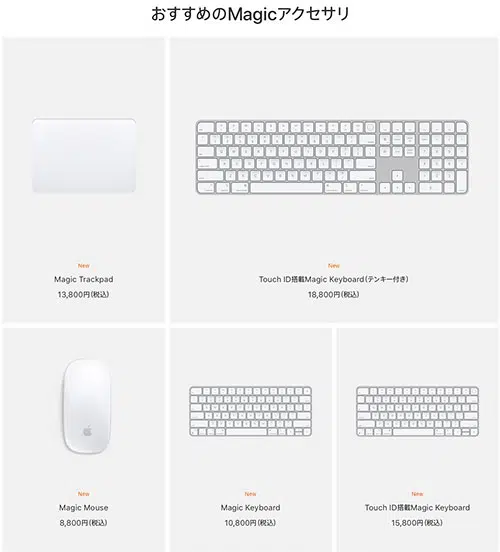 おすすめのMagicアクセサリ
New
Magic Trackpad
13,800円(税込)
New
Touch ID搭載Magic Keyboard(テンキー付き)
18,800円(税込)
New
Magic Mouse
8,800円(税込)
New
Magic Keyboard
10,800円(税込)
New
Touch ID搭載Magic Keyboard
15,800円(税込)